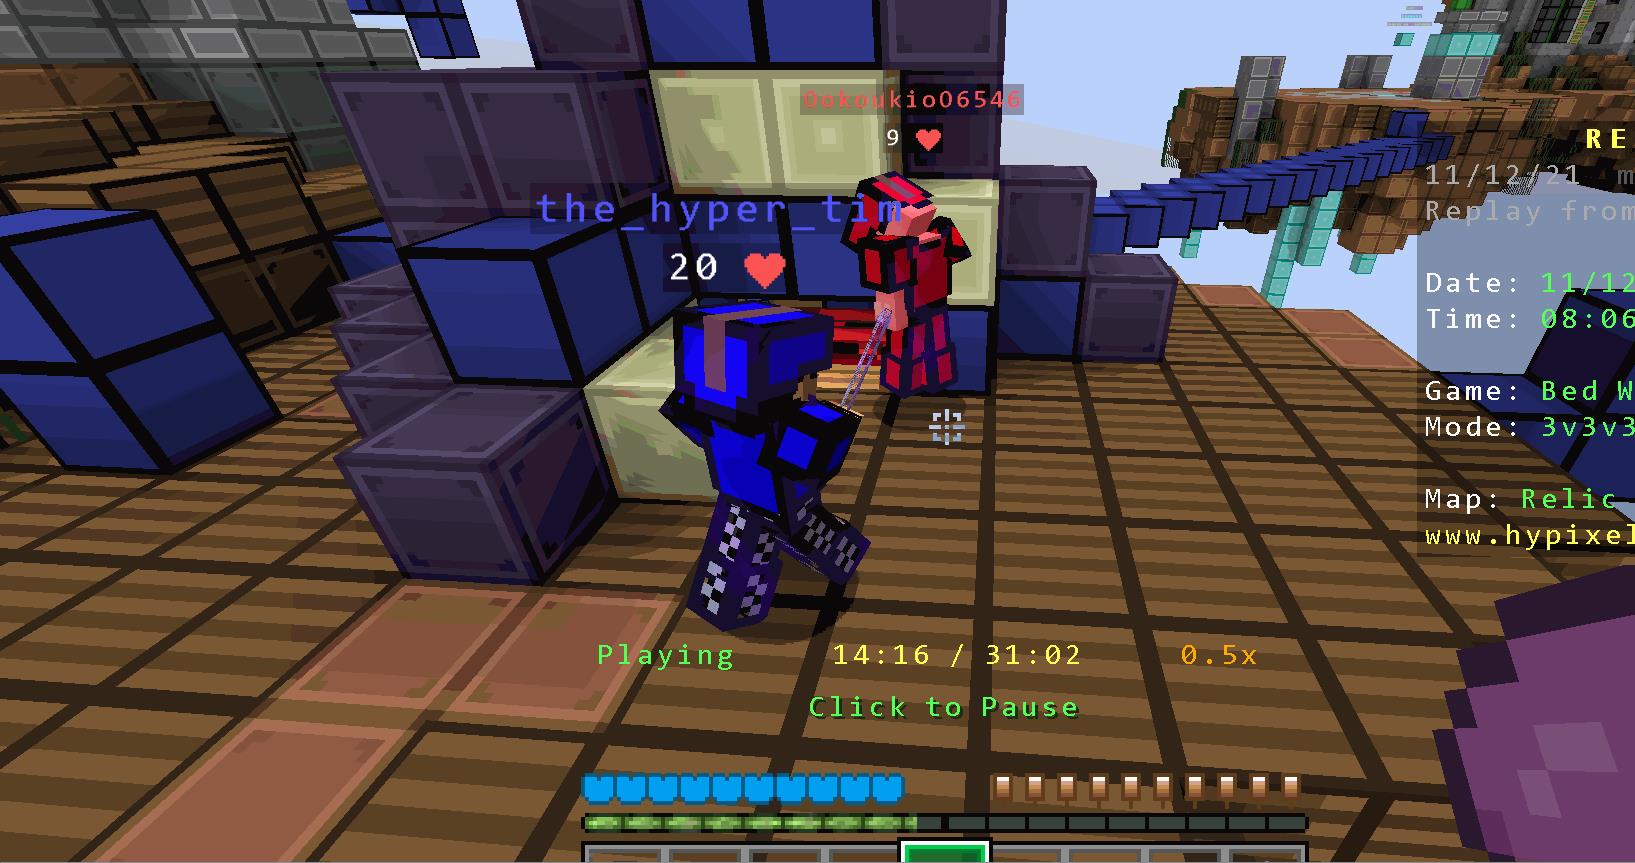 0okoukio06546
9
RE
11/12/21 m
the_hyper_tim
Replay from
20
Date: 11/12
Time: 08:06
Game: Bed W
Mode: 3v3v3
Map: Relic
www.hypixel
Playing 14:16 / 31:02 0.5x
Click to Pause